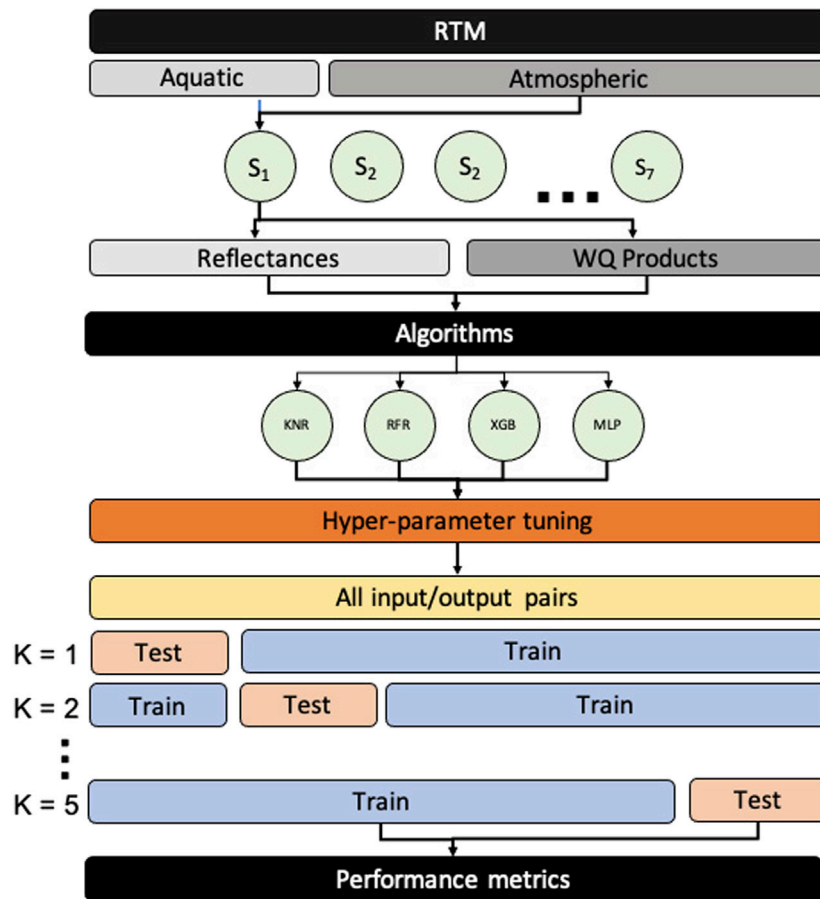 RTM
Aquatic Atmospheric
S1 S2 S2 S7
Reflectances WQ Products
Algorithms
KNR RFR XGB MLP
Hyper-parameter tuning
All input/output pairs
K = 1 Test Train
K = 2 Train Test Train
K = 5 Train Test
Performance metrics